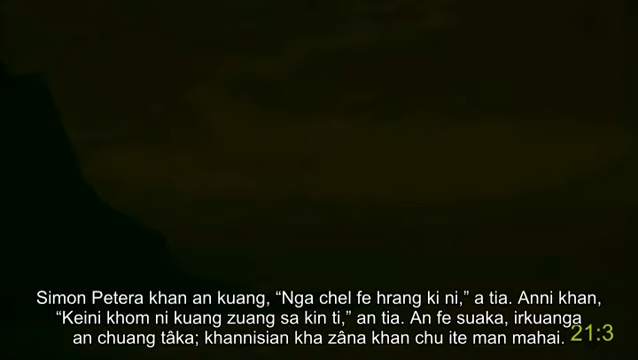 Simon Petera khan an kuang, “Nga chel fe hrang ki ni,” a tia. Anni khan,
“Keini khom ni kuang zuang sa kin ti,” an tia. An fe suaka, irkuanga
an chuang tâka; khannisian kha zâna khan chu ite man mahai. 21:3